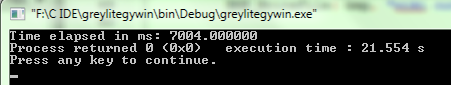 "F:\C IDE\greylitegywin\bin\Debug\greylitegywin.exe"
Time elapsed in ms: 7004.000000
Process returned 0 (0x0)   execution time : 21.554 s
Press any key to continue.